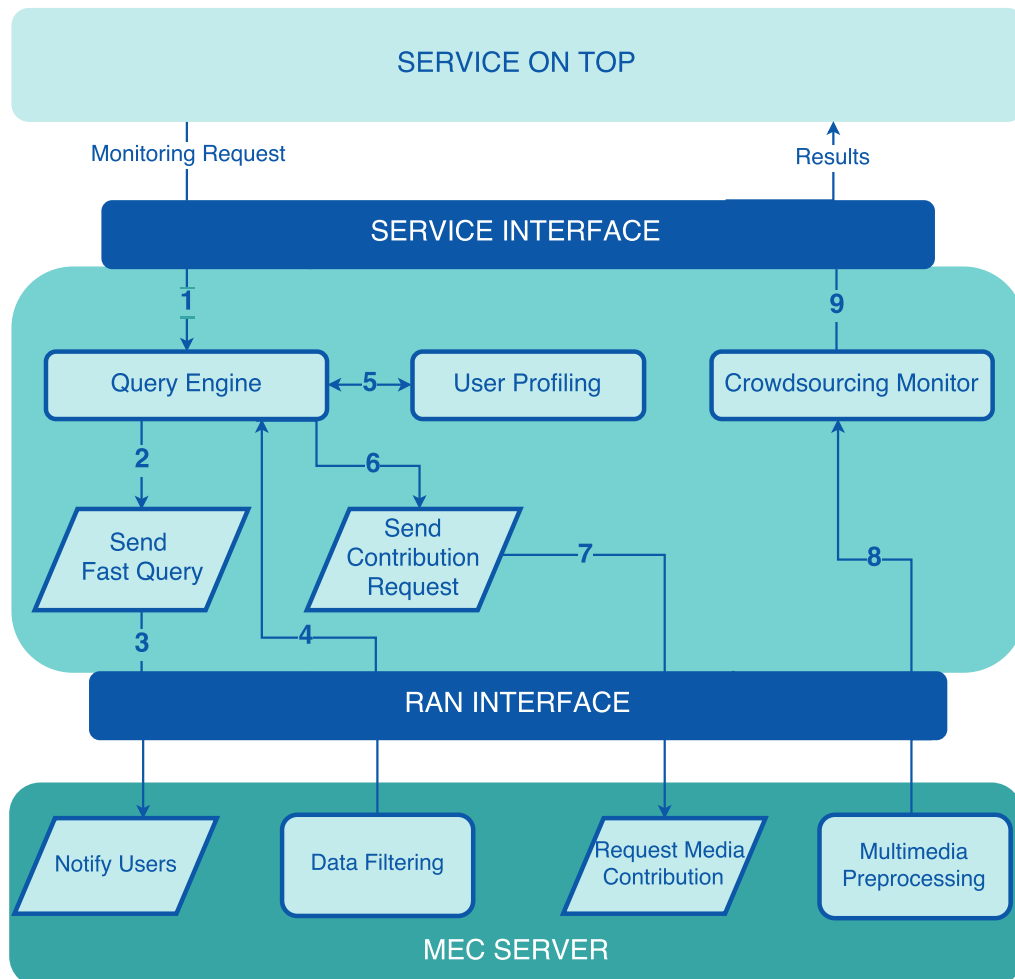 SERVICE ON TOP
Monitoring Request
Results
SERVICE INTERFACE
1
9
Query Engine
5
User Profiling
Crowdsourcing Monitor
2
6
Send
Fast Query
Send
Contribution
Request
7
8
3
4
RAN INTERFACE
Notify Users
Data Filtering
Request Media
Contribution
Multimedia
Preprocessing
MEC SERVER